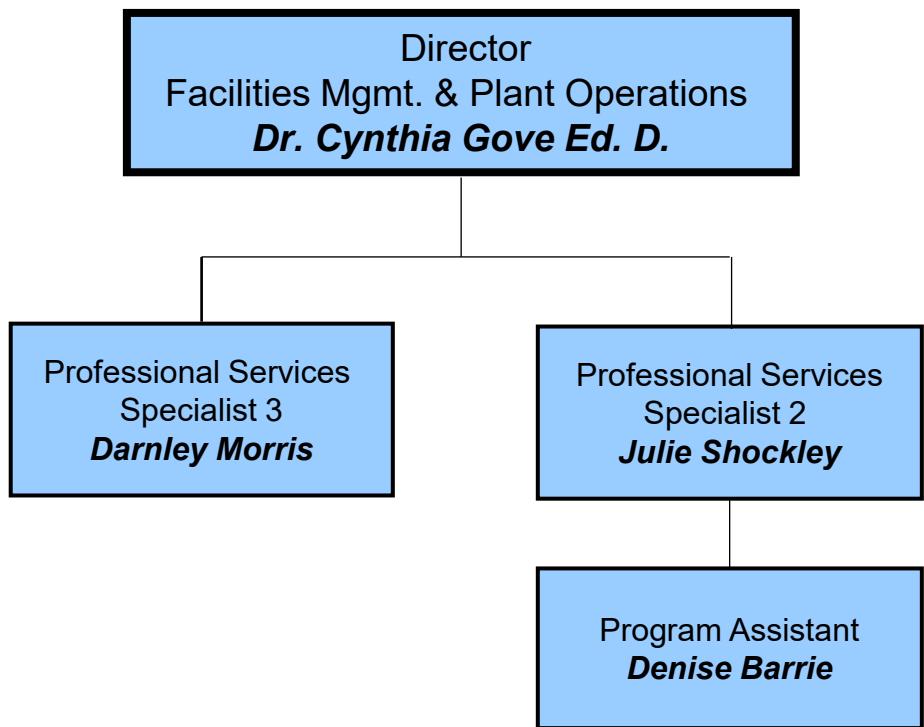 Director
Facilities Mgmt. & Plant Operations
Dr. Cynthia Gove Ed. D.
Professional Services
Specialist 3
Darnley Morris
Professional Services
Specialist 2
Julie Shockley
Program Assistant
Denise Barrie